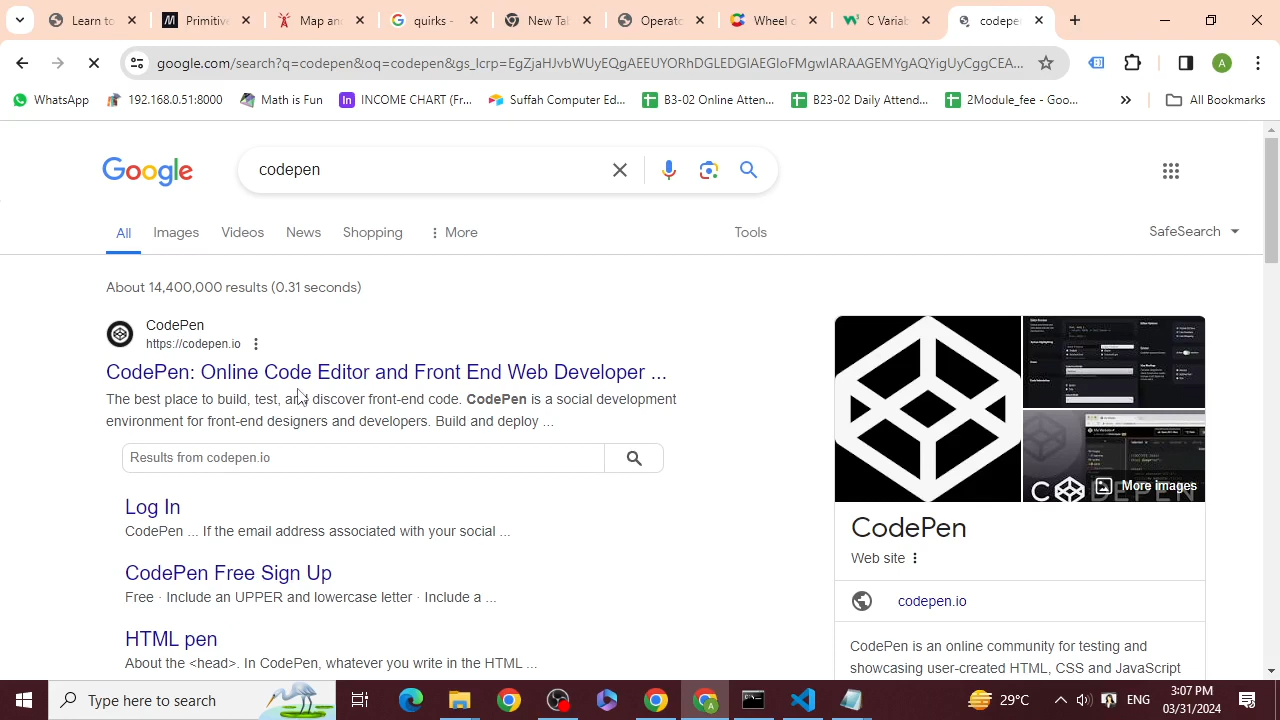 Learn to
Primitive
Map and
quirks -
New Tab
Operato
Wheel o
C Variab
codepe
google.com/search?q=codepen&oq=codepen&gs_lcrp=EgZjaHJvbWUyEQgAEEUYORhDGLEDGIAEGIoFMgwIARAAGEMYgAQYigUyCggCEA...
A
WhatsApp
192.168.0.51:8000
Math is Fun
INCOME CHART (pr...
Suffah Computer Ed...
B3-02 Online Atten...
B23-02 Daily Attend...
2Module_fee - Goo...
All Bookmarks
Google
codepen
All
Images
Videos
News
Shopping
More
Tools
SafeSearch
About 14,400,000 results (0.31 seconds)
CodePen
https://codepen.io
CodePen: Online Code Editor and Front End Web Developer ...
The best place to build, test, and discover front-end code. CodePen is a social development
environment for front-end designers and developers. Build and deploy ...
Results from codepen.io
Log In
CodePen ... If the email address associated with your social ...
CodePen Free Sign Up
Free · Include an UPPER and lowercase letter · Include a ...
HTML pen
About the <head>. In CodePen, whatever you write in the HTML ...
More images
CodePen
Web site
codepen.io
CodePen is an online community for testing and
showcasing user-created HTML, CSS and JavaScript
Type here to search
29°C
ENG
3:07 PM
03/31/2024